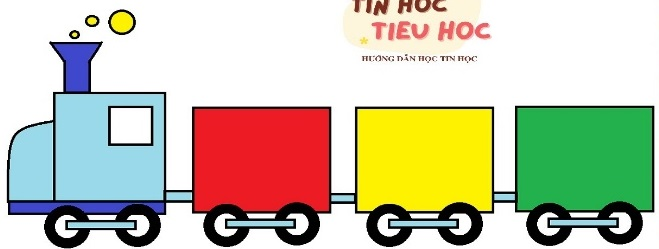 TIN HOC
TIEU HOC
HƯỚNG DẪN HỌC TIN HỌC